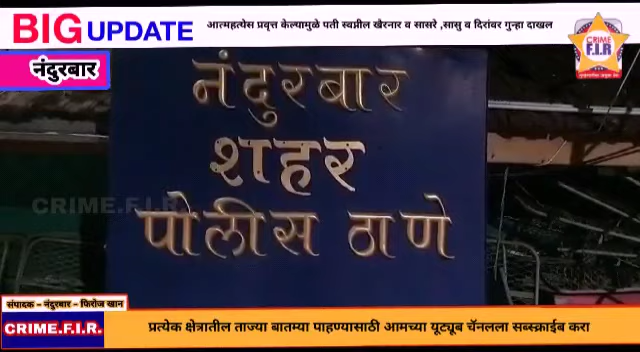 BIG UPDATE
आत्महत्येस प्रवृत्त केल्यामुळे पती स्वप्नील खैरनार व सासरे ,सासु व दिरांवर गुन्हा दाखल
CRIME
F.I.R
नंदुरबार
नंदुरबार
शहर
पोलीस ठाणे
CRIME.F.I.R.
संपादक - नंदुरबार - फिरोज खान
CRIME.F.I.R.
प्रत्येक क्षेत्रातील ताज्या बातम्या पाहण्यासाठी आमच्या यूट्यूब चॅनलला सब्स्क्राईब करा